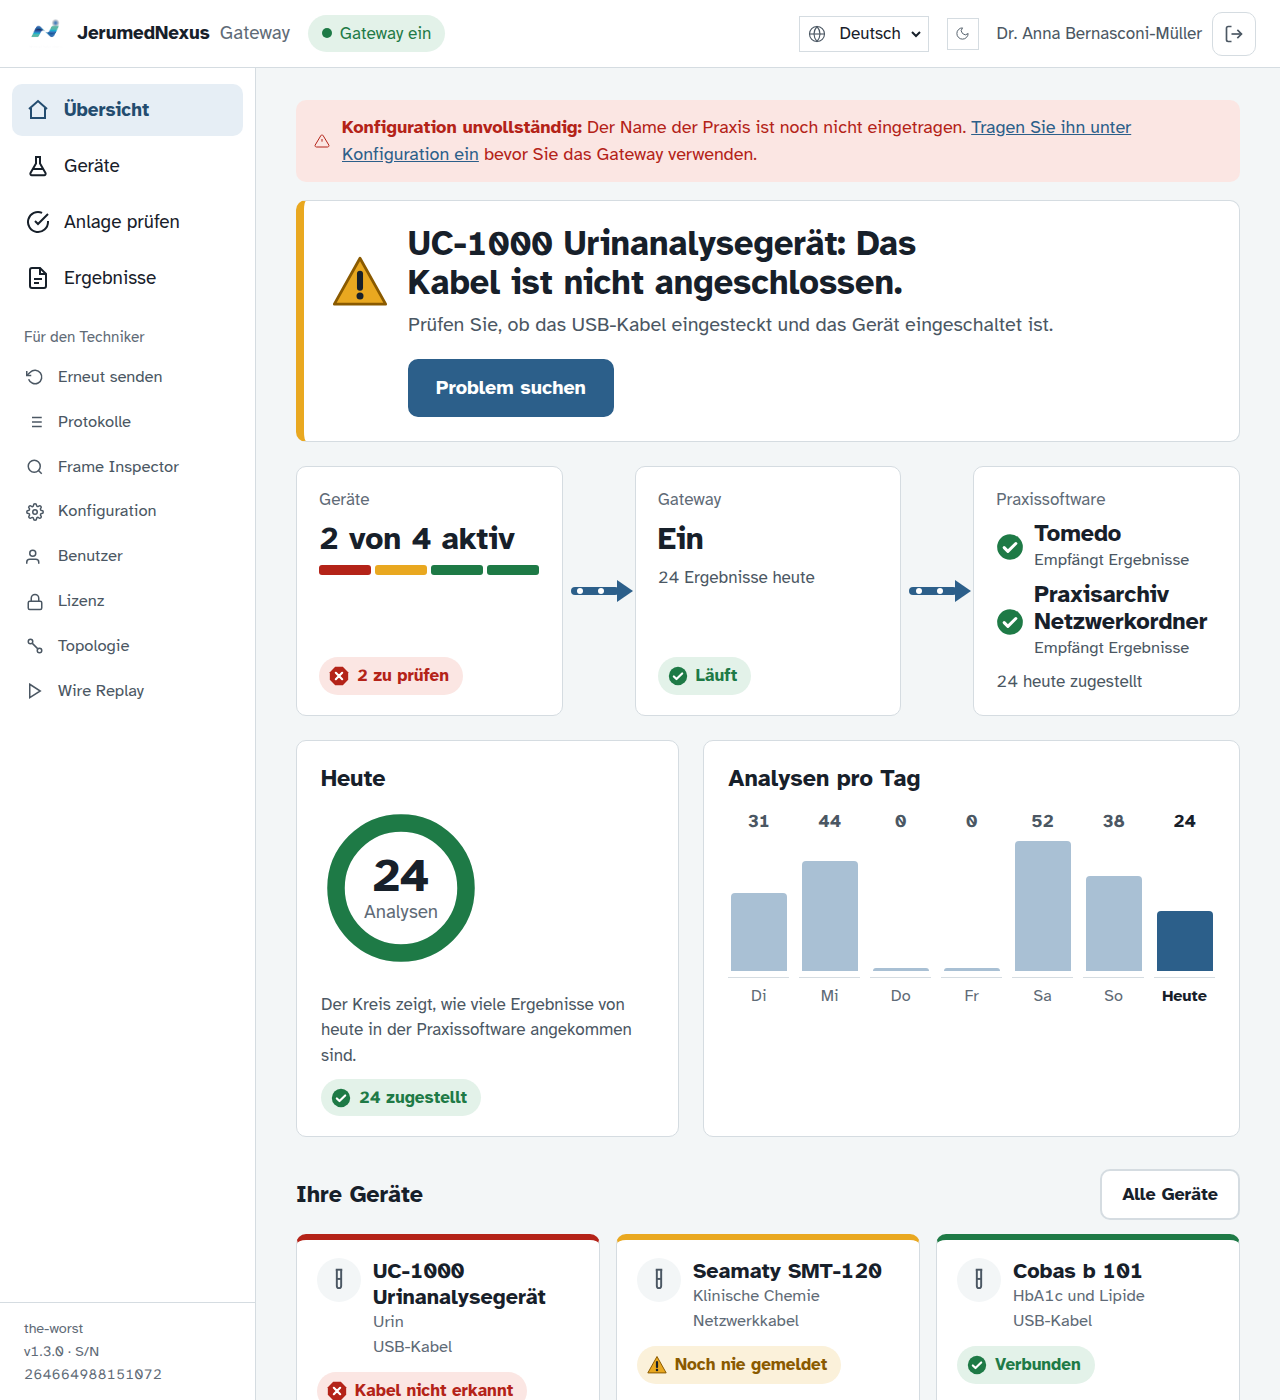 JerumedNexus Gateway
Gateway ein
Deutsch
Dr. Anna Bernasconi-Müller
Übersicht
Geräte
Anlage prüfen
Ergebnisse
Für den Techniker
Erneut senden
Protokolle
Frame Inspector
Konfiguration
Benutzer
Lizenz
Topologie
Wire Replay
the-worst
v1.3.0 · S/N
264664988151072
Konfiguration unvollständig: Der Name der Praxis ist noch nicht eingetragen. Tragen Sie ihn unter
Konfiguration ein bevor Sie das Gateway verwenden.
UC-1000 Urinanalysegerät: Das
Kabel ist nicht angeschlossen.
Prüfen Sie, ob das USB-Kabel eingesteckt und das Gerät eingeschaltet ist.
Problem suchen
Geräte
2 von 4 aktiv
2 zu prüfen
Gateway
Ein
24 Ergebnisse heute
Läuft
Praxissoftware
Tomedo
Empfängt Ergebnisse
Praxisarchiv
Netzwerkordner
Empfängt Ergebnisse
24 heute zugestellt
Heute
24
Analysen
Der Kreis zeigt, wie viele Ergebnisse von
heute in der Praxissoftware angekommen
sind.
24 zugestellt
Analysen pro Tag
31 44 0 0 52 38 24
Di Mi Do Fr Sa So Heute
Ihre Geräte
Alle Geräte
UC-1000
Urinanalysegerät
Urin
USB-Kabel
Kabel nicht erkannt
Seamaty SMT-120
Klinische Chemie
Netzwerkkabel
Noch nie gemeldet
Cobas b 101
HbA1c und Lipide
USB-Kabel
Verbunden